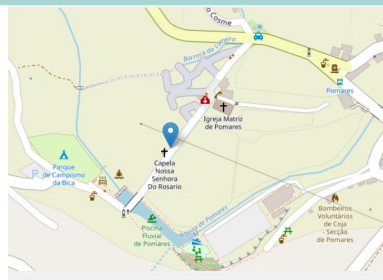 o Cosme
Barroca da Lameira
Pomares
Igreja Matriz
de Pomares
Capela
Nossa
Senhora
Do Rosario
Parque
de Campismo
da Bica
P
Piscina
Fluvial
de Pomares
Ribeira de Pomares
Bombeiros
Voluntários
de Coja
- Secção
de Pomares